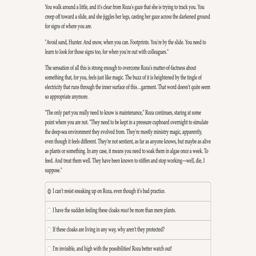 You walk around a little, and it's clear from Roza's gaze that she is trying to track you. You
creep off toward a slide, and she jiggles her legs, casting her gaze across the darkened ground
for signs of where you are.
"Avoid sand, Hunter. And snow, when you can. Footprints. You're by the slide. You need to
learn to look for those signs too, for when you're out with colleagues."
The sensation of all this is strong enough to overcome Roza's matter-of-factness about
something that, for you, feels just like magic. The buzz of it is heightened by the tingle of
electricity that runs through the inner surface of this...garment. That word doesn't quite seem
so appropriate anymore.
"The only part you really need to know is maintenance," Roza continues, staring at some
point where you are not. "They need to be kept in a pressure cupboard overnight to simulate
the deep-sea environment they evolved from. They're mostly ministry magic, apparently,
even though it feels different. They're not sentient, as far as anyone knows, but maybe as alive
as plants or something. In any case, it means you need to soak them in algae once a week. To
feed. And treat them well. They have been known to stiffen and stop working—well, die, I
suppose."
I can't resist sneaking up on Roza, even though it's bad practice.
I have the sudden feeling these cloaks must be more than mere plants.
If these cloaks are living in any way, why aren't they protected?
I'm invisible, and high with the possibilities! Roza better watch out!